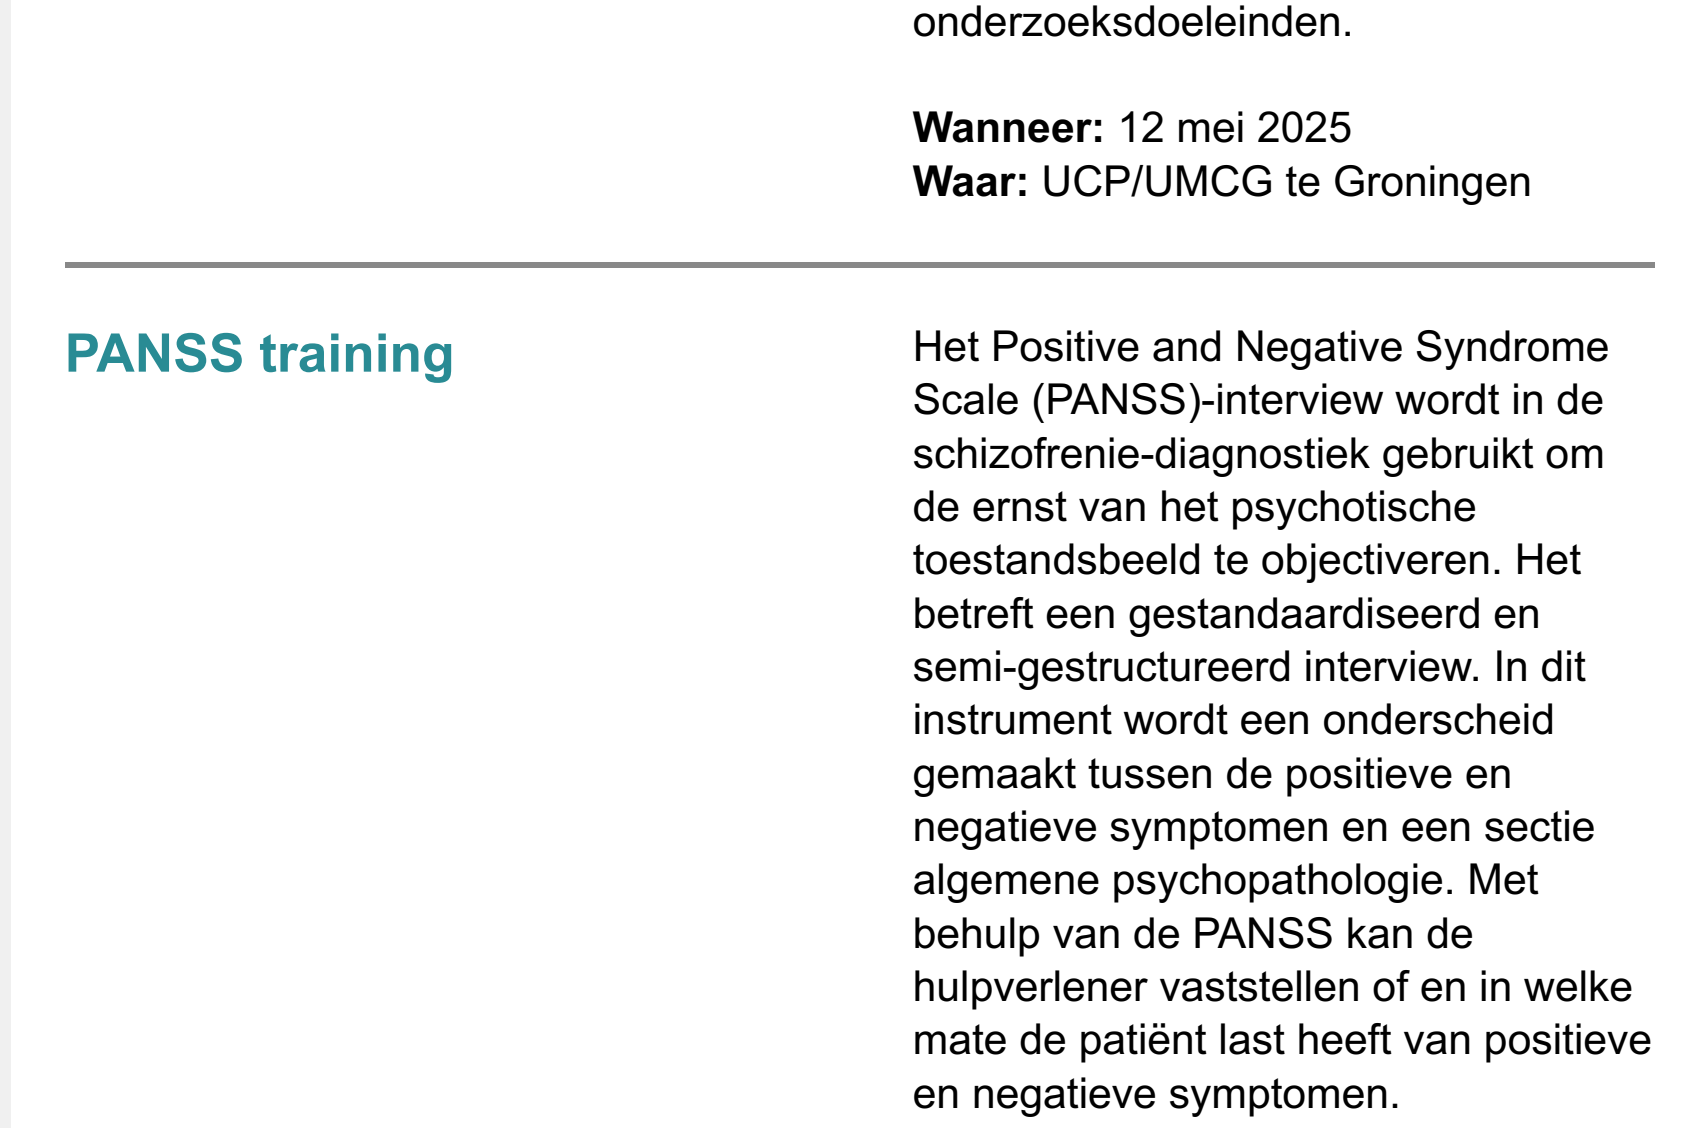 onderzoeksdoeleinden.
Wanneer: 12 mei 2025
Waar: UCP/UMCG te Groningen
PANSS training
Het Positive and Negative Syndrome
Scale (PANSS)-interview wordt in de
schizofrenie-diagnostiek gebruikt om
de ernst van het psychotische
toestandsbeeld te objectiveren. Het
betreft een gestandaardiseerd en
semi-gestructureerd interview. In dit
instrument wordt een onderscheid
gemaakt tussen de positieve en
negatieve symptomen en een sectie
algemene psychopathologie. Met
behulp van de PANSS kan de
hulpverlener vaststellen of en in welke
mate de patiënt last heeft van positieve
en negatieve symptomen.